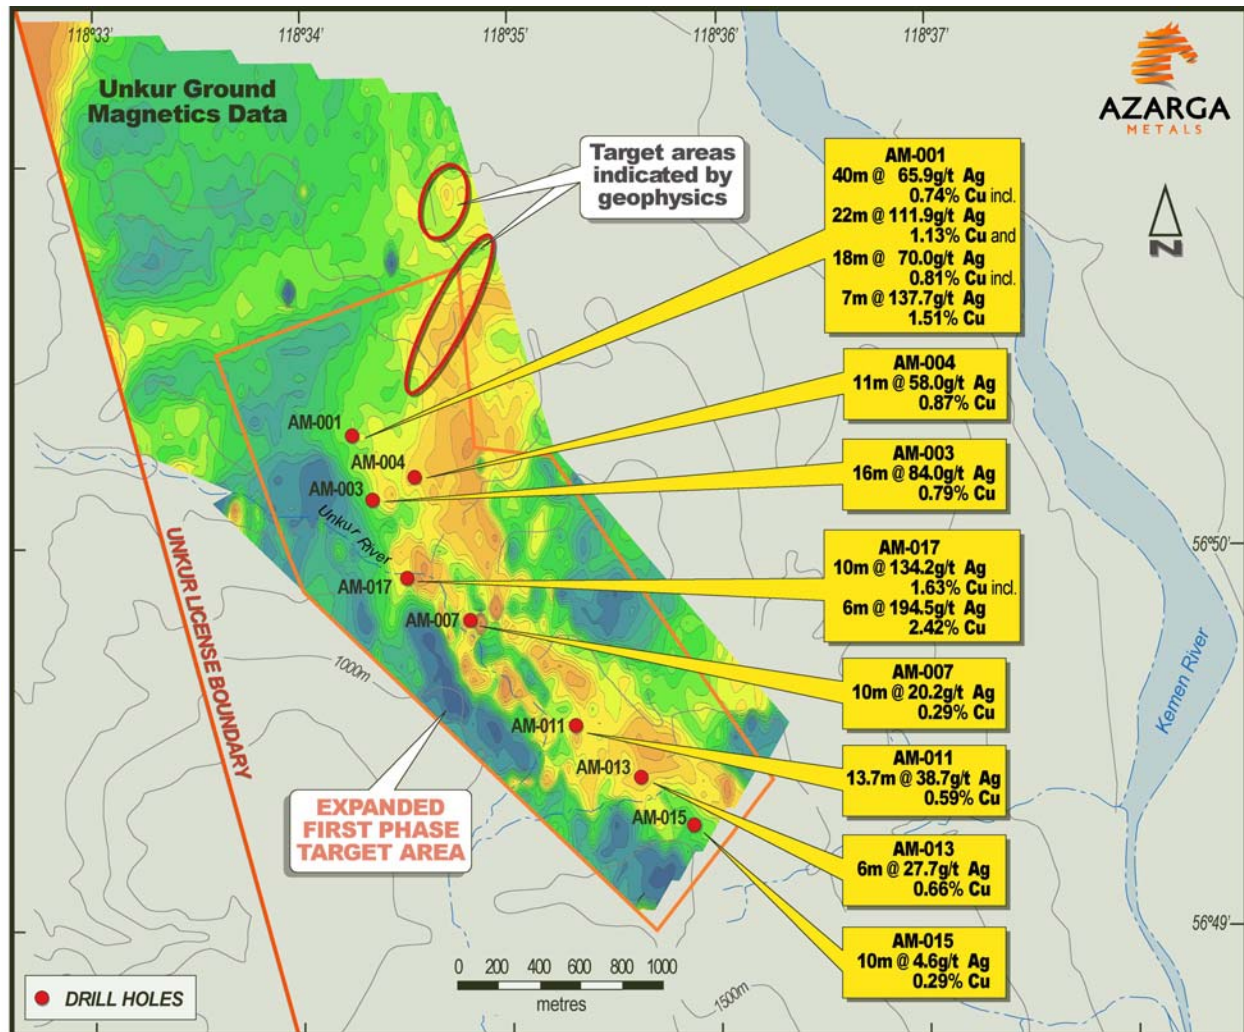 118°33'
118°34'
118°35'
118°36'
118°37'
Unkur Ground
Magnetics Data
AZARGA
METALS
Target areas
indicated by
geophysics
N
AM-001
40m @ 65.9g/t Ag
0.74% Cu incl.
22m @ 111.9g/t Ag
1.13% Cu and
18m @ 70.0g/t Ag
0.81% Cu incl.
7m @ 137.7g/t Ag
1.51% Cu
AM-004
11m @ 58.0g/t Ag
0.87% Cu
AM-003
16m @ 84.0g/t Ag
0.79% Cu
AM-017
10m @ 134.2g/t Ag
1.63% Cu incl.
6m @ 194.5g/t Ag
2.42% Cu
AM-007
10m @ 20.2g/t Ag
0.29% Cu
AM-011
13.7m @ 38.7g/t Ag
0.59% Cu
AM-013
6m @ 27.7g/t Ag
0.66% Cu
AM-015
10m @ 4.6g/t Ag
0.29% Cu
AM-001
AM-004
AM-003
Unkur River
AM-017
AM-007
AM-011
AM-013
AM-015
UNKUR LICENSE BOUNDARY
1000m
56°50'
Kemen River
56°49'
EXPANDED
FIRST PHASE
TARGET AREA
0 200 400 600 800 1000
metres
1500m
DRILL HOLES